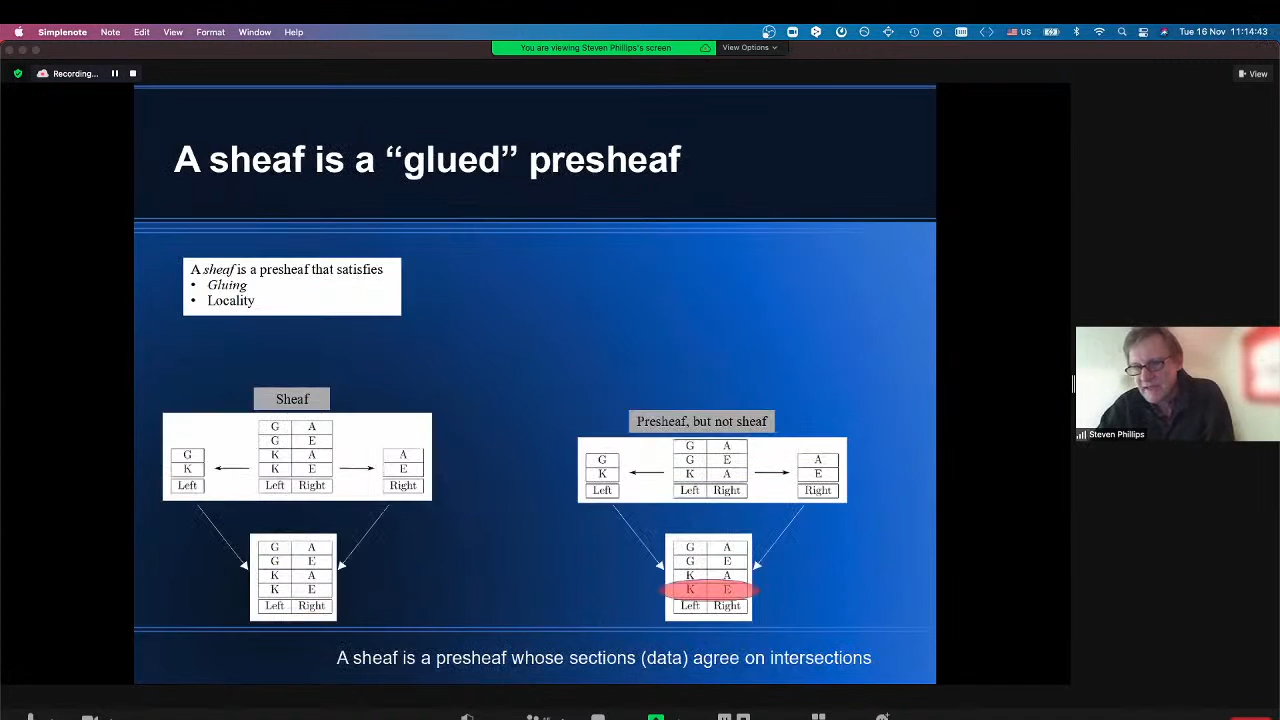 Simplenote Note Edit View Format Window Help US Tue 16 Nov 11:14:43
You are viewing Steven Phillips's screen View Options
Recording... View
A sheaf is a “glued” presheaf
A sheaf is a presheaf that satisfies
• Gluing
• Locality
Sheaf
G A
G E
K A
K E
Left Right
G
K
Left
A
E
Right
G A
G E
K A
K E
Left Right
Presheaf, but not sheaf
G A
G E
K A
Left Right
G
K
Left
A
E
Right
G A
G E
K A
K E
Left Right
A sheaf is a presheaf whose sections (data) agree on intersections
Steven Phillips